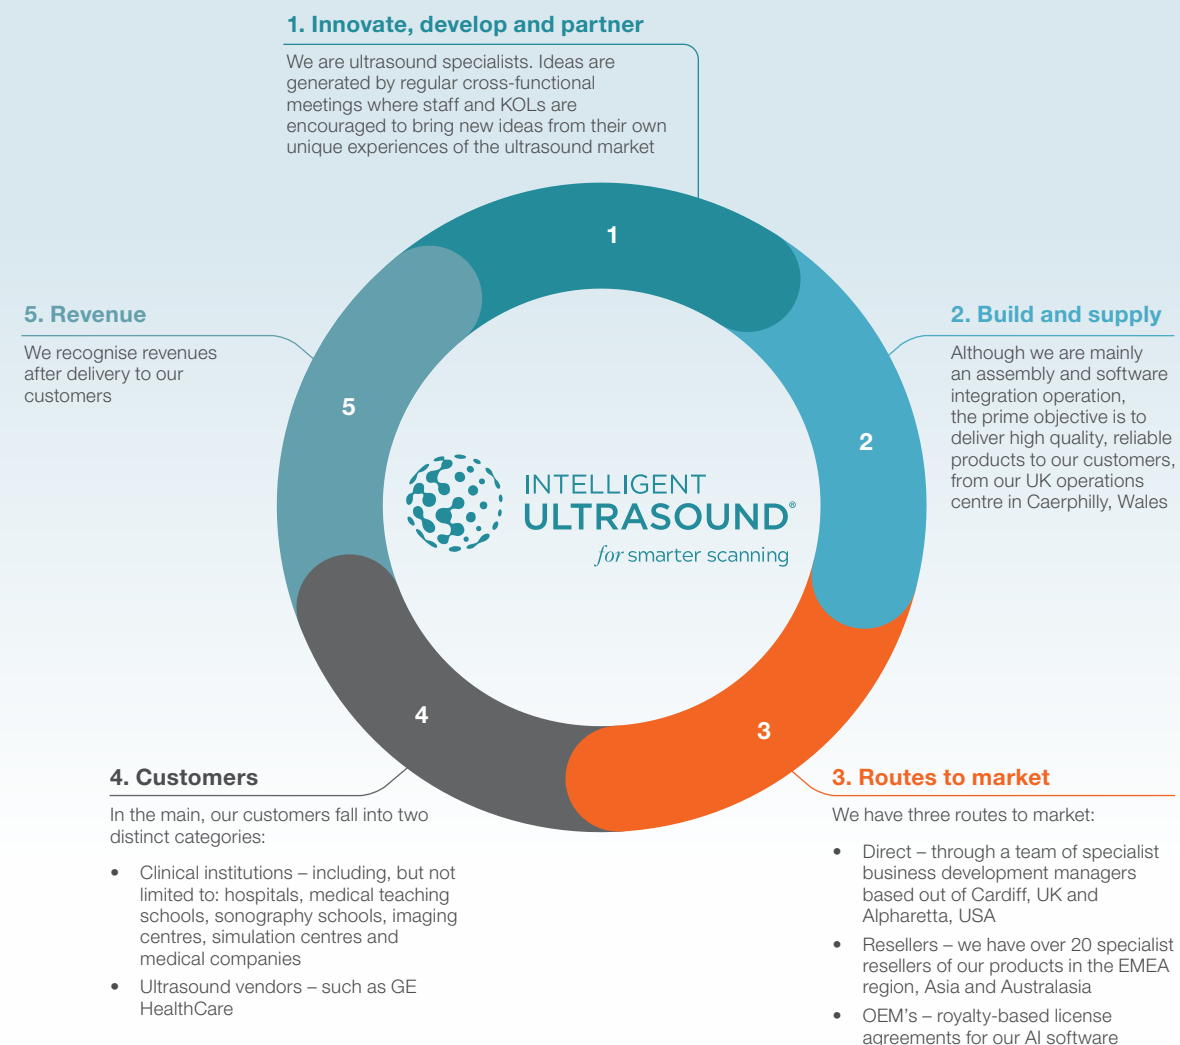 1. Innovate, develop and partner
We are ultrasound specialists. Ideas are
generated by regular cross-functional
meetings where staff and KOLs are
encouraged to bring new ideas from their own
unique experiences of the ultrasound market
1
2. Build and supply
Although we are mainly
an assembly and software
integration operation,
the prime objective is to
deliver high quality, reliable
products to our customers,
from our UK operations
centre in Caerphilly, Wales
2
3. Routes to market
We have three routes to market:
• Direct – through a team of specialist
business development managers
based out of Cardiff, UK and
Alpharetta, USA
• Resellers – we have over 20 specialist
resellers of our products in the EMEA
region, Asia and Australasia
• OEM's – royalty-based license
agreements for our AI software
3
4. Customers
In the main, our customers fall into two
distinct categories:
• Clinical institutions – including, but not
limited to: hospitals, medical teaching
schools, sonography schools, imaging
centres, simulation centres and
medical companies
• Ultrasound vendors – such as GE
HealthCare
4
5. Revenue
We recognise revenues
after delivery to our
customers
5
INTELLIGENT
ULTRASOUND®
for smarter scanning